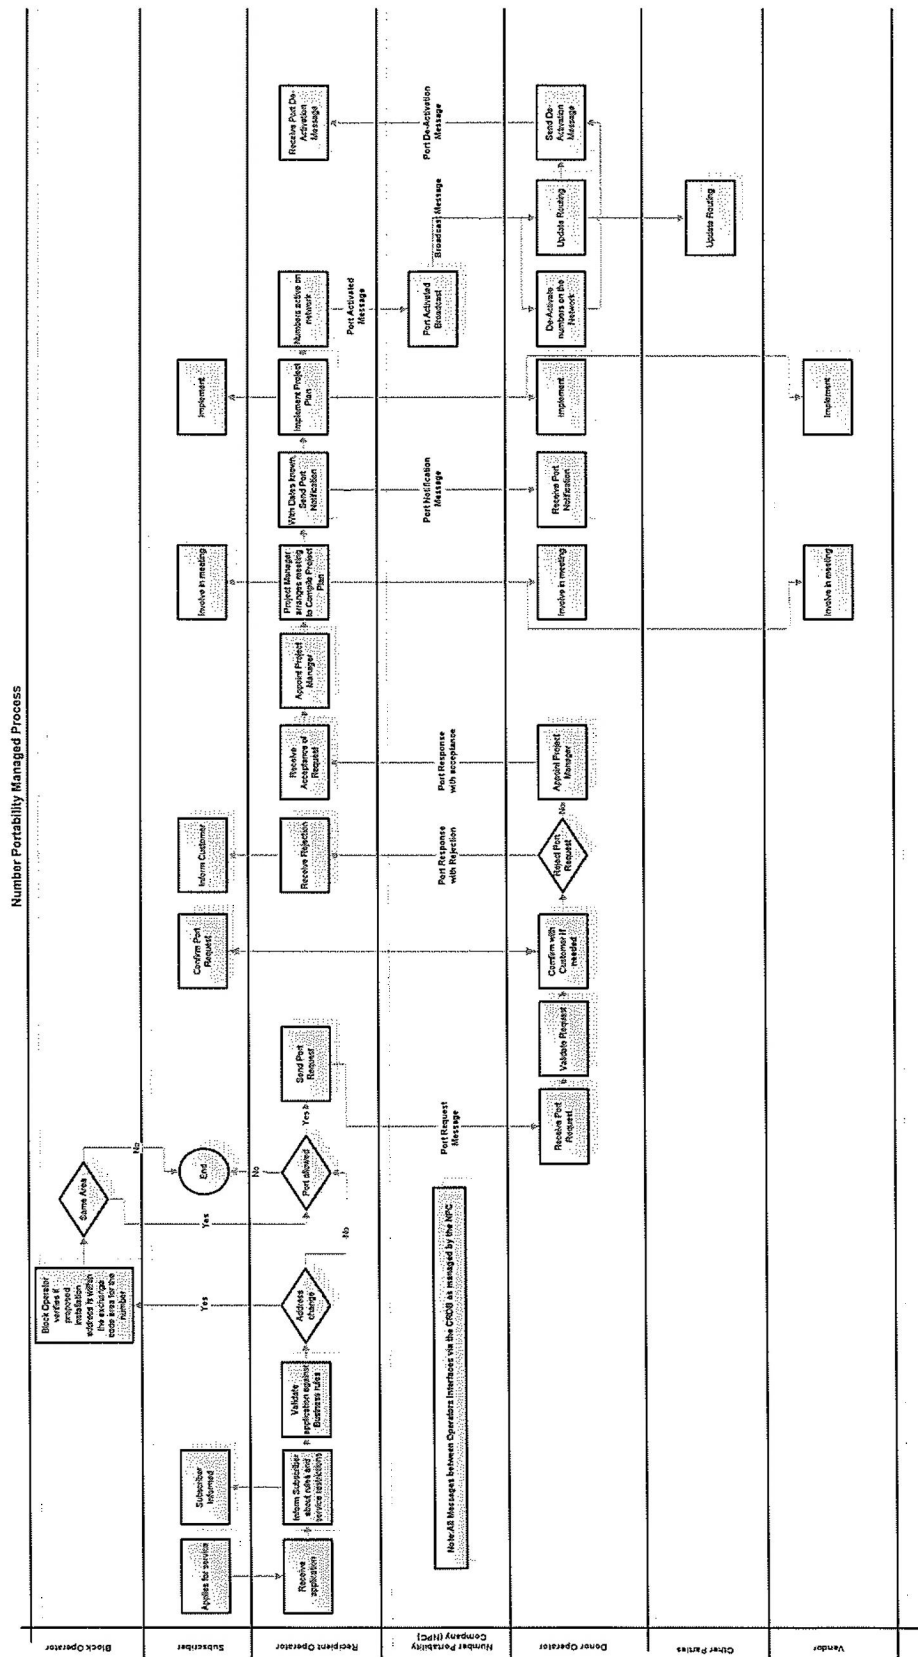 Number Portability Managed Process
Block Operator
Block Operator
verifies if
proposed
installation
address is within
the exchange
code area for the
number
Same Area
No
Yes
Yes
Subscriber
Applies for service
Subscriber
Informed
End
Confirm Port
Request
Inform Customer
Involve in meeting
Implement
Recipient Operator
Receive
application
Inform Subscriber
about rules and
service restrictions
Validate
application against
Business rules
Address
change
No
Port allowed
No
Yes
Send Port
Request
Receive Rejection
Receive
Acceptance of
Request
Appoint Project
Manager
Project Manager
arranges meeting
to Compile Project
Plan
With Dates known,
Send Port
Notification
Implement Project
Plan
Numbers active on
network
Receive Port De-
Activation
Message
Number Portability
Company (NPC)
Note:All Messages between Operators interfaces via the CRDB as managed by the NPC
Port Request
Message
Port Response
with Rejection
Port Response
with acceptance
Port Notification
Message
Port Activated
Message
Port Activated
Broadcast
Broadcast Message
Port De-Activation
Message
Donor Operator
Receive Port
Request
Validate Request
Confirm with
Customer if
needed
Reject Port
Request
No
Appoint Project
Manager
Involve in meeting
Receive Port
Notification
Implement
De-Activate
numbers on the
Network
Update Routing
Send De-
Activation
Message
Other Parties
Update Routing
Vendor
Involve in meeting
Implement